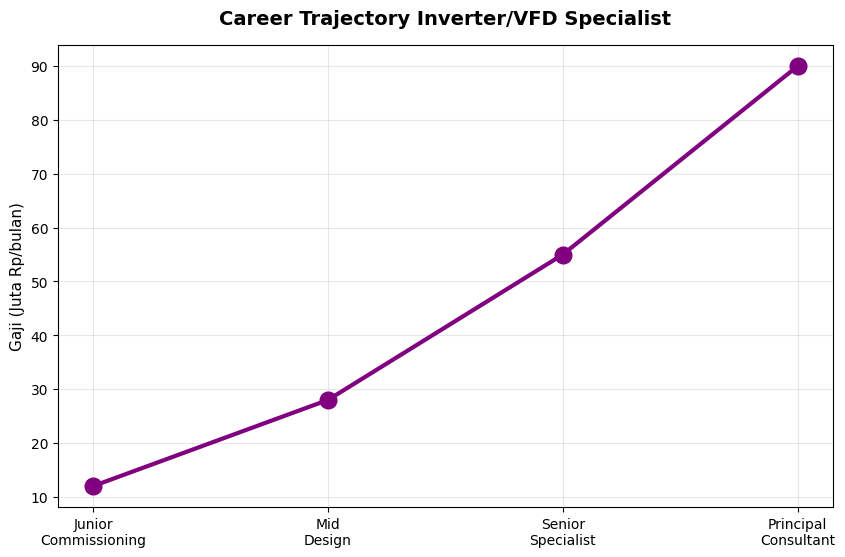 Career Trajectory Inverter/VFD Specialist
Gaji (Juta Rp/bulan)
90
80
70
60
50
40
30
20
10
Junior
Commissioning
Mid
Design
Senior
Specialist
Principal
Consultant